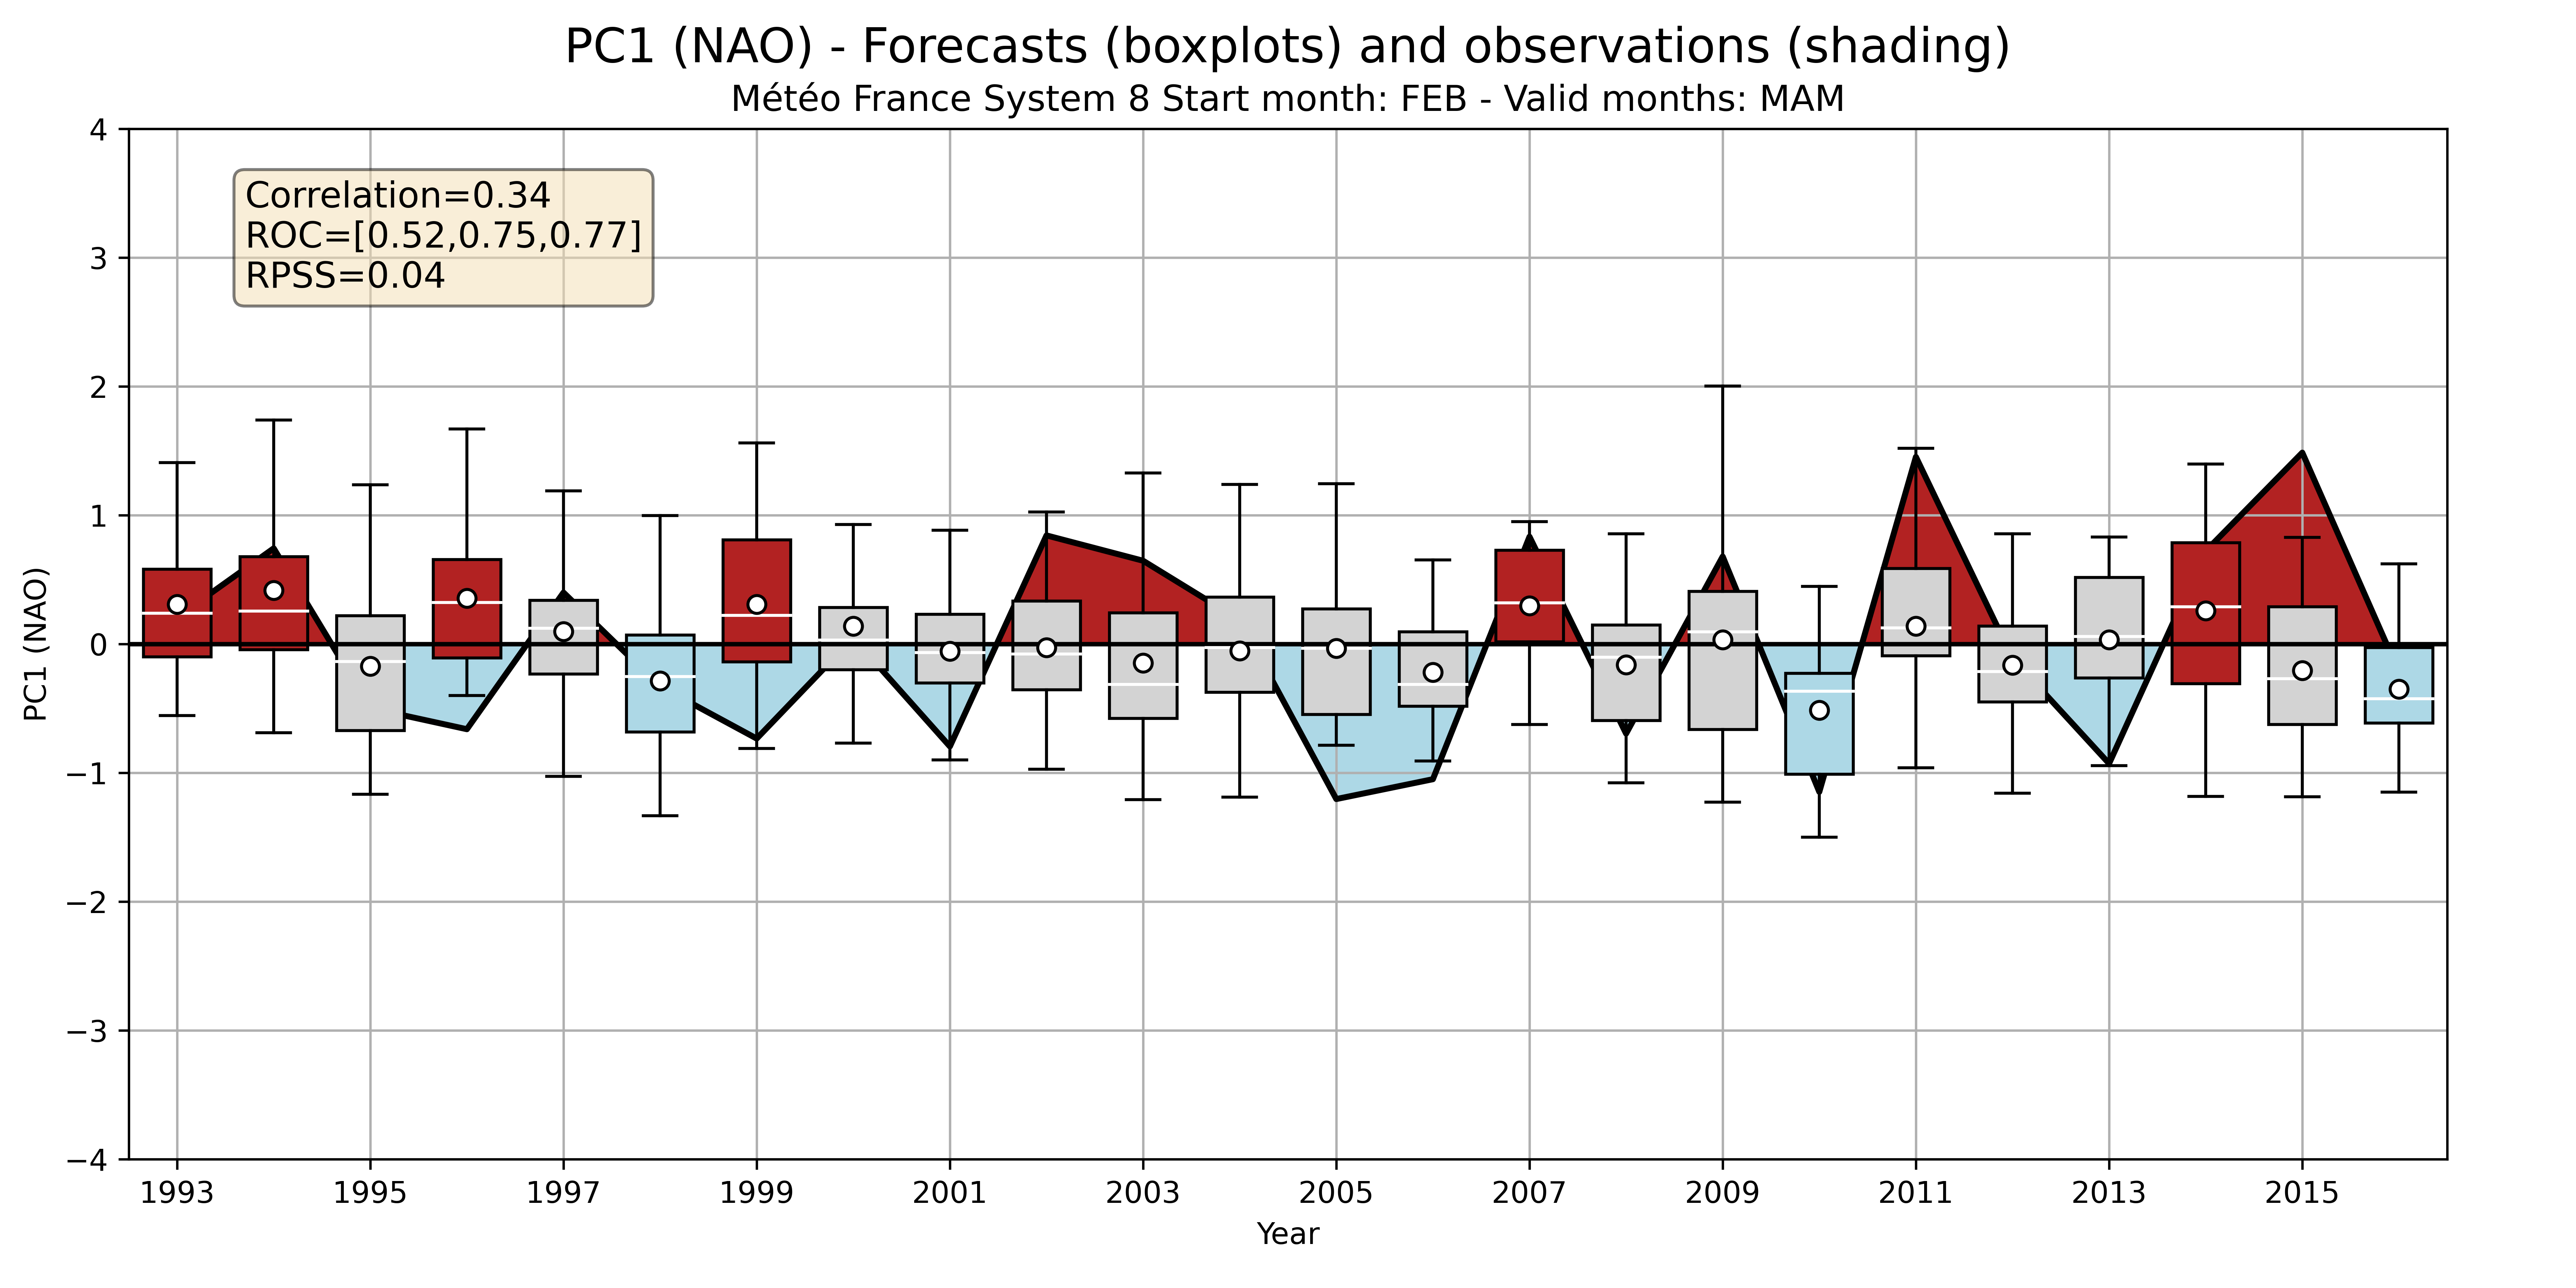 PC1 (NAO) - Forecasts (boxplots) and observations (shading)
Météo France System 8 Start month: FEB - Valid months: MAM
Correlation=0.34
ROC=[0.52,0.75,0.77]
RPSS=0.04
PC1 (NAO)
4
3
2
1
0
−1
−2
−3
−4
1993 1995 1997 1999 2001 2003 2005 2007 2009 2011 2013 2015
Year